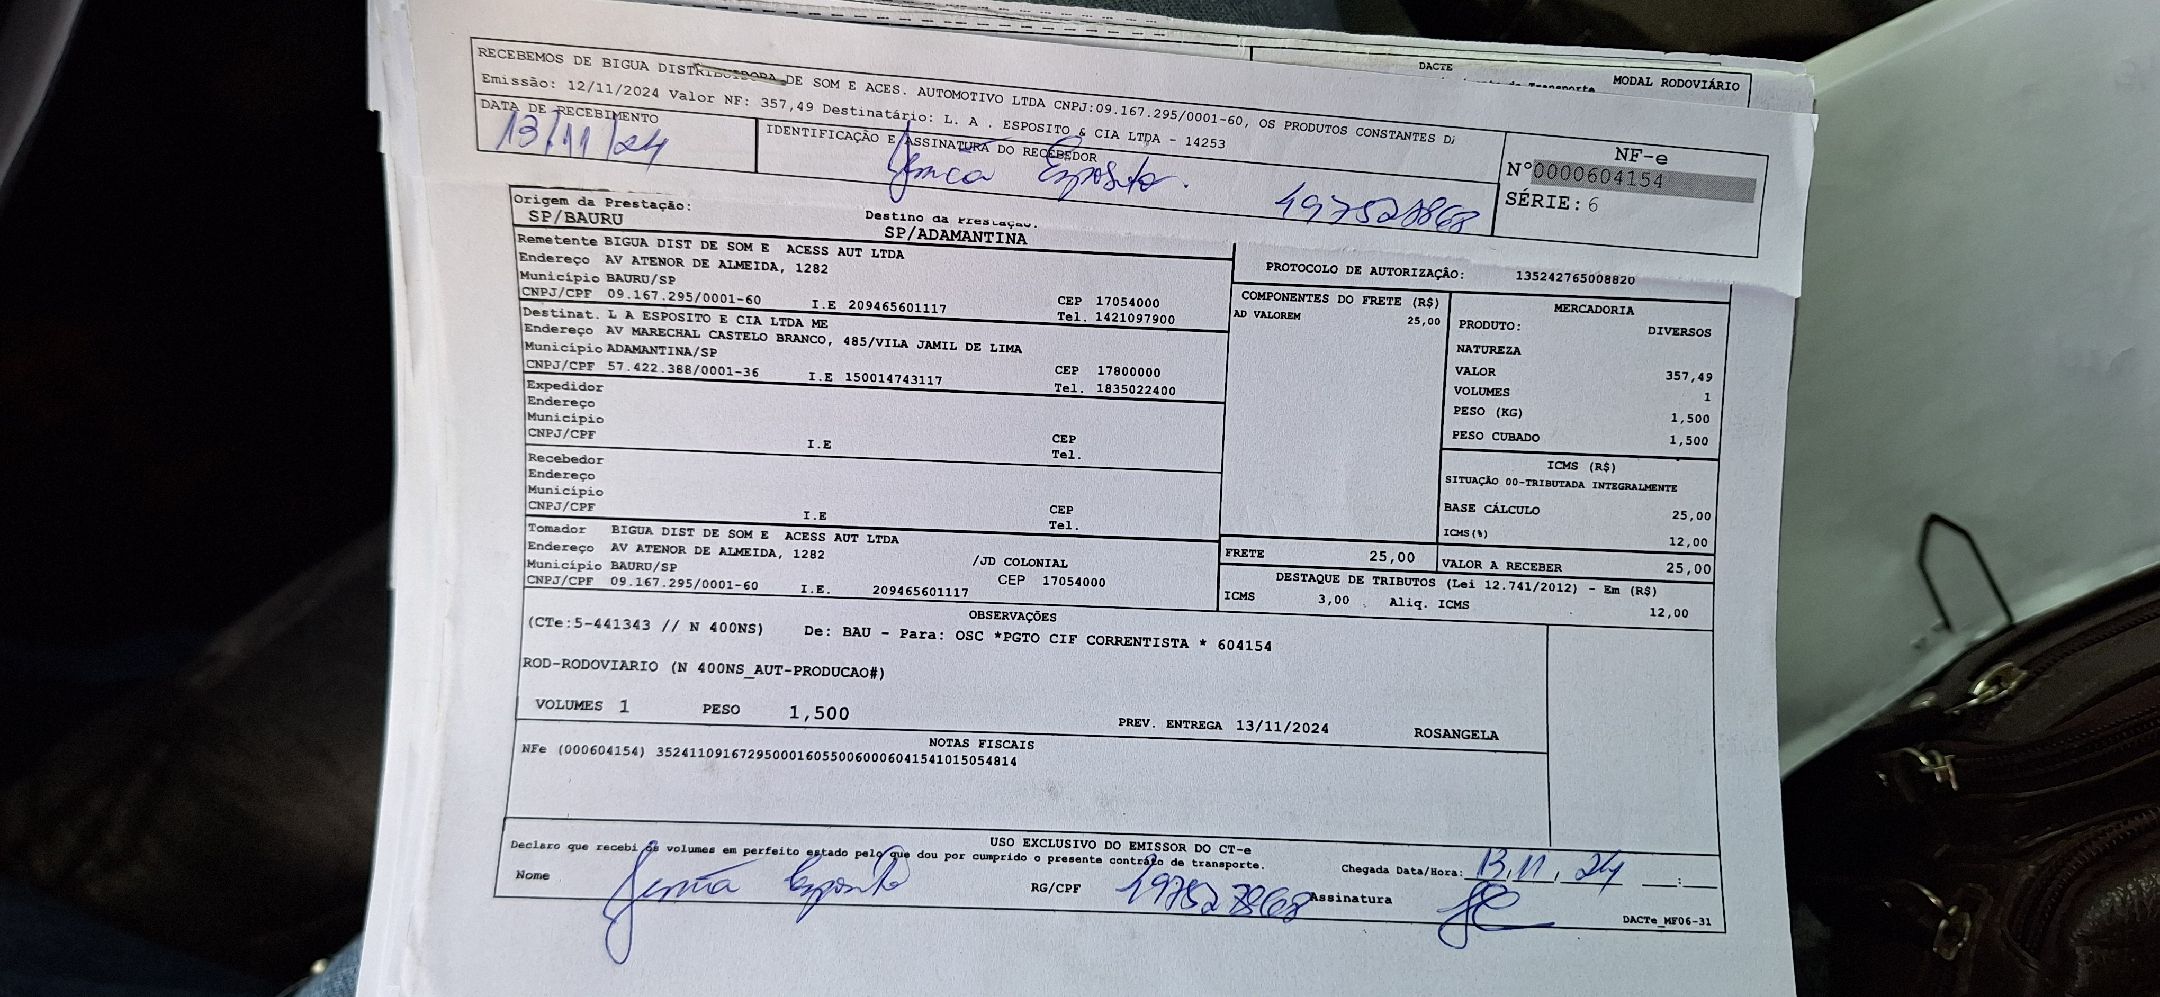 DACTE
MODAL RODOVIÁRIO
RECEBEMOS DE BIGUA DISTRIBUIDORA DE SOM E ACES. AUTOMOTIVO LTDA CNPJ:09.167.295/0001-60, OS PRODUTOS CONSTANTES D
Emissão: 12/11/2024 Valor NF: 357,49 Destinatário: L. A . ESPOSITO & CIA LTDA - 14253
DATA DE RECEBIMENTO
13/11/24
IDENTIFICAÇÃO E ASSINATURA DO RECEBEDOR
Esposito. 497527868
NF-e
N°0000604154
SÉRIE: 6
Origem da Prestação:
SP/BAURU
Destino da Prestação:
SP/ADAMANTINA
Remetente BIGUA DIST DE SOM E ACESS AUT LTDA
Endereço AV ATENOR DE ALMEIDA, 1282
Município BAURU/SP
CNPJ/CPF 09.167.295/0001-60 I.E 209465601117 CEP 17054000
Tel. 1421097900
Destinat. L A ESPOSITO E CIA LTDA ME
Endereço AV MARECHAL CASTELO BRANCO, 485/VILA JAMIL DE LIMA
Município ADAMANTINA/SP
CNPJ/CPF 57.422.388/0001-36 I.E 150014743117 CEP 17800000
Tel. 1835022400
Expedidor
Endereço
Município
CNPJ/CPF I.E CEP
Tel.
Recebedor
Endereço
Município
CNPJ/CPF I.E CEP
Tel.
Tomador BIGUA DIST DE SOM E ACESS AUT LTDA
Endereço AV ATENOR DE ALMEIDA, 1282 /JD COLONIAL
Município BAURU/SP CEP 17054000
CNPJ/CPF 09.167.295/0001-60 I.E. 209465601117
PROTOCOLO DE AUTORIZAÇÃO: 135242765008820
COMPONENTES DO FRETE (R$)
AD VALOREM 25,00
MERCADORIA
PRODUTO: DIVERSOS
NATUREZA
VALOR 357,49
VOLUMES 1
PESO (KG) 1,500
PESO CUBADO 1,500
ICMS (R$)
SITUAÇÃO 00-TRIBUTADA INTEGRALMENTE
BASE CÁLCULO 25,00
ICMS(%) 12,00
FRETE 25,00
VALOR A RECEBER 25,00
DESTAQUE DE TRIBUTOS (Lei 12.741/2012) - Em (R$)
ICMS 3,00 Aliq. ICMS 12,00
OBSERVAÇÕES
(CTe:5-441343 // N 400NS) De: BAU - Para: OSC *PGTO CIF CORRENTISTA * 604154
ROD-RODOVIARIO (N 400NS_AUT-PRODUCAO#)
VOLUMES 1 PESO 1,500 PREV. ENTREGA 13/11/2024 ROSANGELA
NOTAS FISCAIS
NFe (000604154) 35241109167295000160550060006041541015054814
USO EXCLUSIVO DO EMISSOR DO CT-e
Declaro que recebi os volumes em perfeito estado pelo que dou por cumprido o presente contrato de transporte.
Chegada Data/Hora: 13, 11, 24 __:__
Nome Esposito RG/CPF 497527868 Assinatura
DACTe_MF06-31